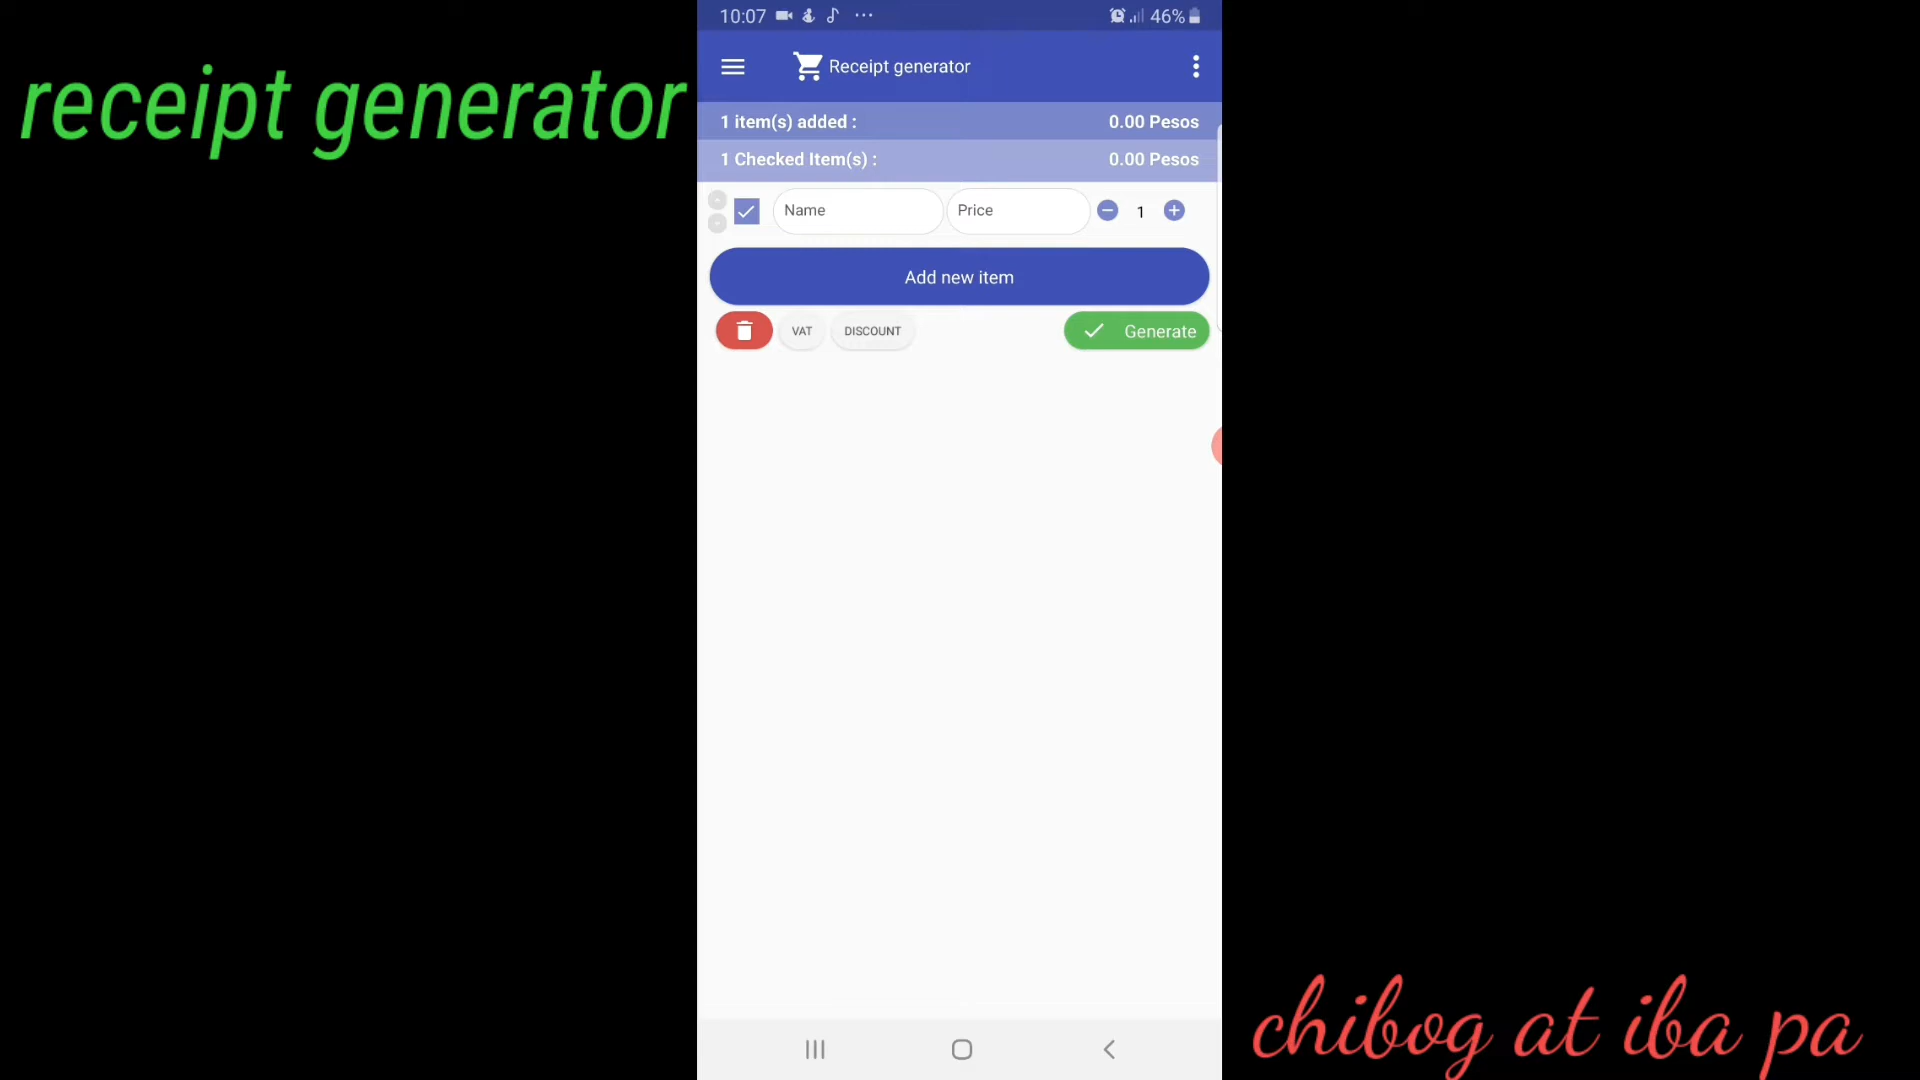 receipt generator
10:07
46%
Receipt generator
1 item(s) added :
0.00 Pesos
1 Checked Item(s) :
0.00 Pesos
Name
Price
1
Add new item
VAT
DISCOUNT
Generate
chibog at iba pa